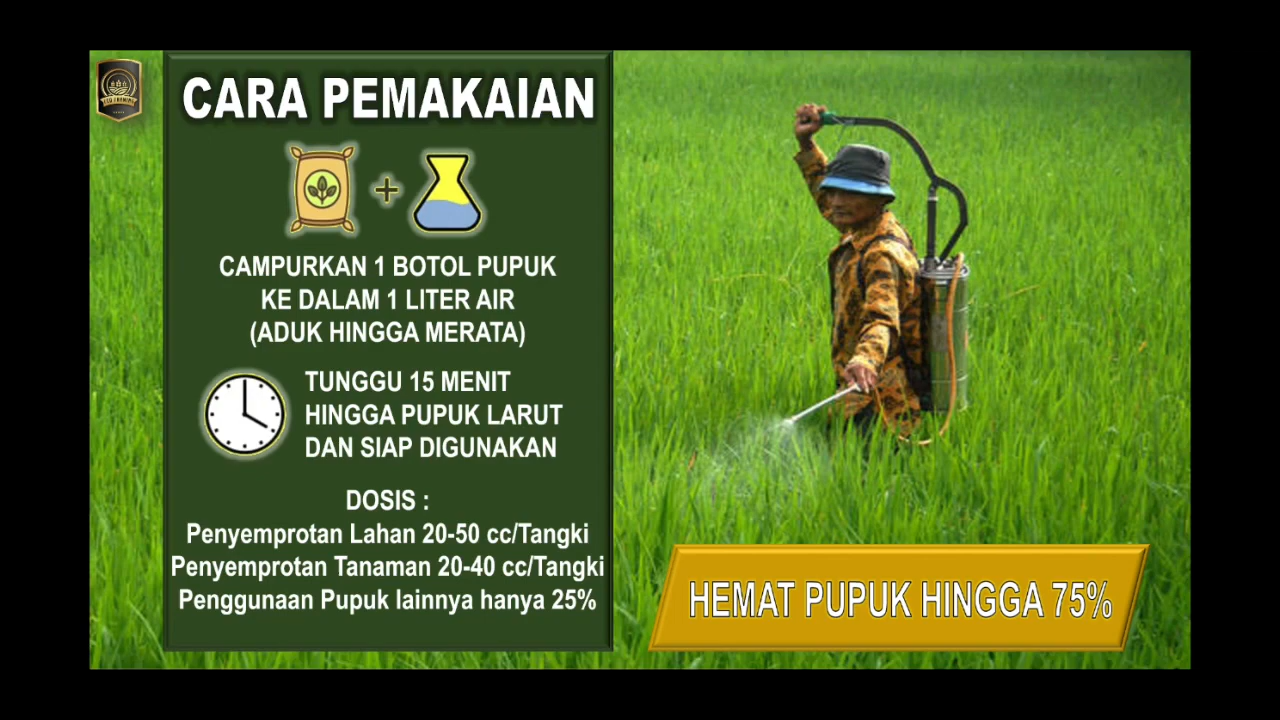 CARA PEMAKAIAN
+
CAMPURKAN 1 BOTOL PUPUK
KE DALAM 1 LITER AIR
(ADUK HINGGA MERATA)
TUNGGU 15 MENIT
HINGGA PUPUK LARUT
DAN SIAP DIGUNAKAN
DOSIS :
Penyemprotan Lahan 20-50 cc/Tangki
Penyemprotan Tanaman 20-40 cc/Tangki
Penggunaan Pupuk lainnya hanya 25%
HEMAT PUPUK HINGGA 75%